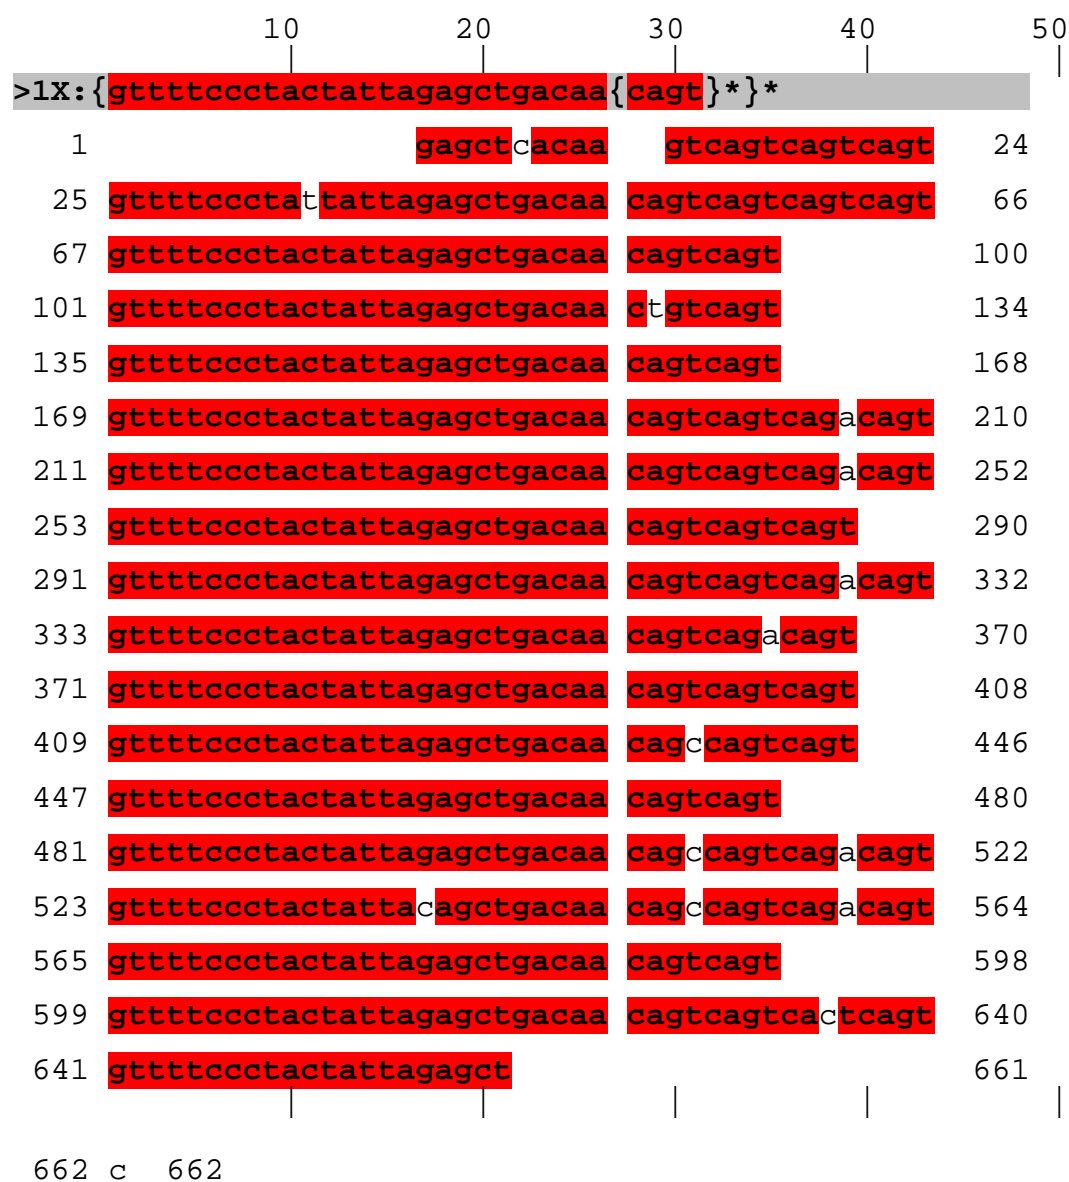 10 20 30 40 50
>1X:{gttttccctactattagagctgacaa{cagt}*}*
1 gagctcacaa gtcagtcagtcagt 24
25 gttttccctattattagagctgacaa cagtcagtcagtcagt 66
67 gttttccctactattagagctgacaa cagtcagt 100
101 gttttccctactattagagctgacaa ctgtcagt 134
135 gttttccctactattagagctgacaa cagtcagt 168
169 gttttccctactattagagctgacaa cagtcagtcagacagt 210
211 gttttccctactattagagctgacaa cagtcagtcagacagt 252
253 gttttccctactattagagctgacaa cagtcagtcagt 290
291 gttttccctactattagagctgacaa cagtcagtcagacagt 332
333 gttttccctactattagagctgacaa cagtcagacagt 370
371 gttttccctactattagagctgacaa cagtcagtcagt 408
409 gttttccctactattagagctgacaa cagccagtcagt 446
447 gttttccctactattagagctgacaa cagtcagt 480
481 gttttccctactattagagctgacaa cagccagtcagacagt 522
523 gttttccctactattacagctgacaa cagccagtcagacagt 564
565 gttttccctactattagagctgacaa cagtcagt 598
599 gttttccctactattagagctgacaa cagtcagtcactcagt 640
641 gttttccctactattagagct 661
662 c 662